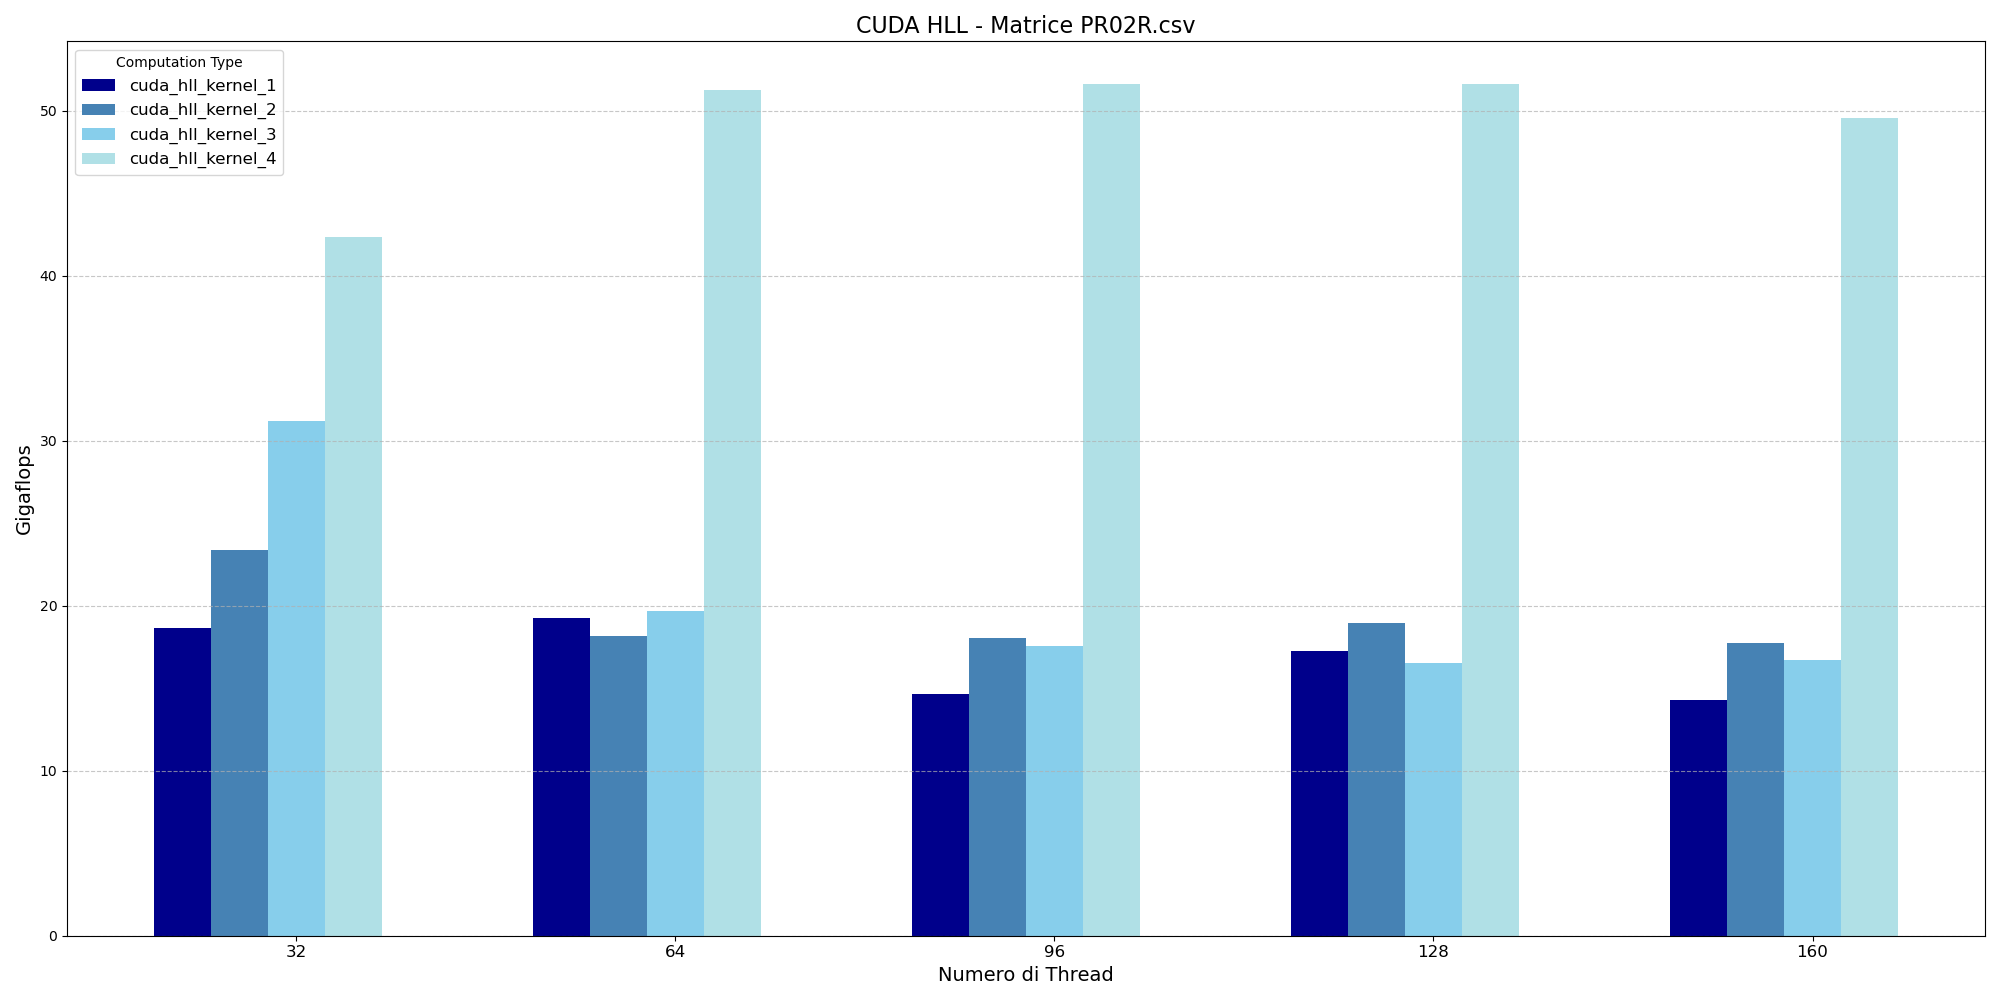 CUDA HLL - Matrice PR02R.csv
Computation Type
cuda_hll_kernel_1
cuda_hll_kernel_2
cuda_hll_kernel_3
cuda_hll_kernel_4
Gigaflops
50
40
30
20
10
0
32 64 96 128 160
Numero di Thread